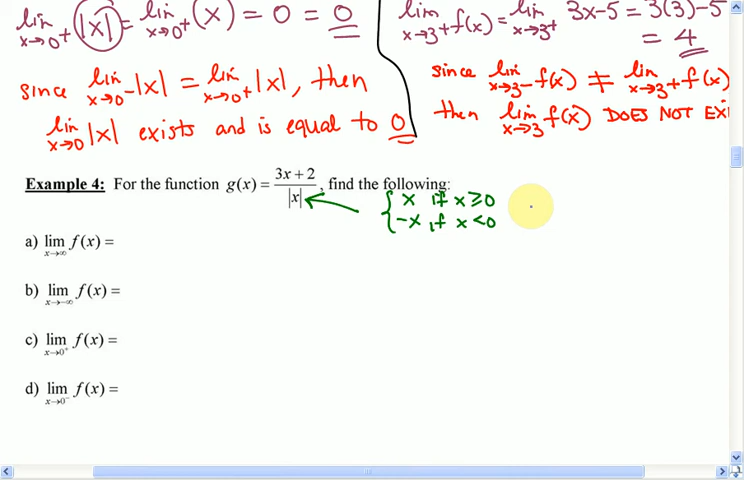 lim x→0+ |x| = lim x→0+ (x) = 0 = 0
since lim x→0- |x| = lim x→0+ |x|, then
lim x→0 |x| exists and is equal to 0
lim x→3+ f(x) = lim x→3+ 3x-5 = 3(3)-5
= 4
since lim x→3- f(x) ≠ lim x→3+ f(x)
then lim x→3 f(x) DOES NOT EXI
Example 4: For the function g(x) = 3x + 2 / |x|, find the following:
{ x if x ≥ 0
-x if x < 0
a) lim x→∞ f(x) =
b) lim x→-∞ f(x) =
c) lim x→0+ f(x) =
d) lim x→0- f(x) =